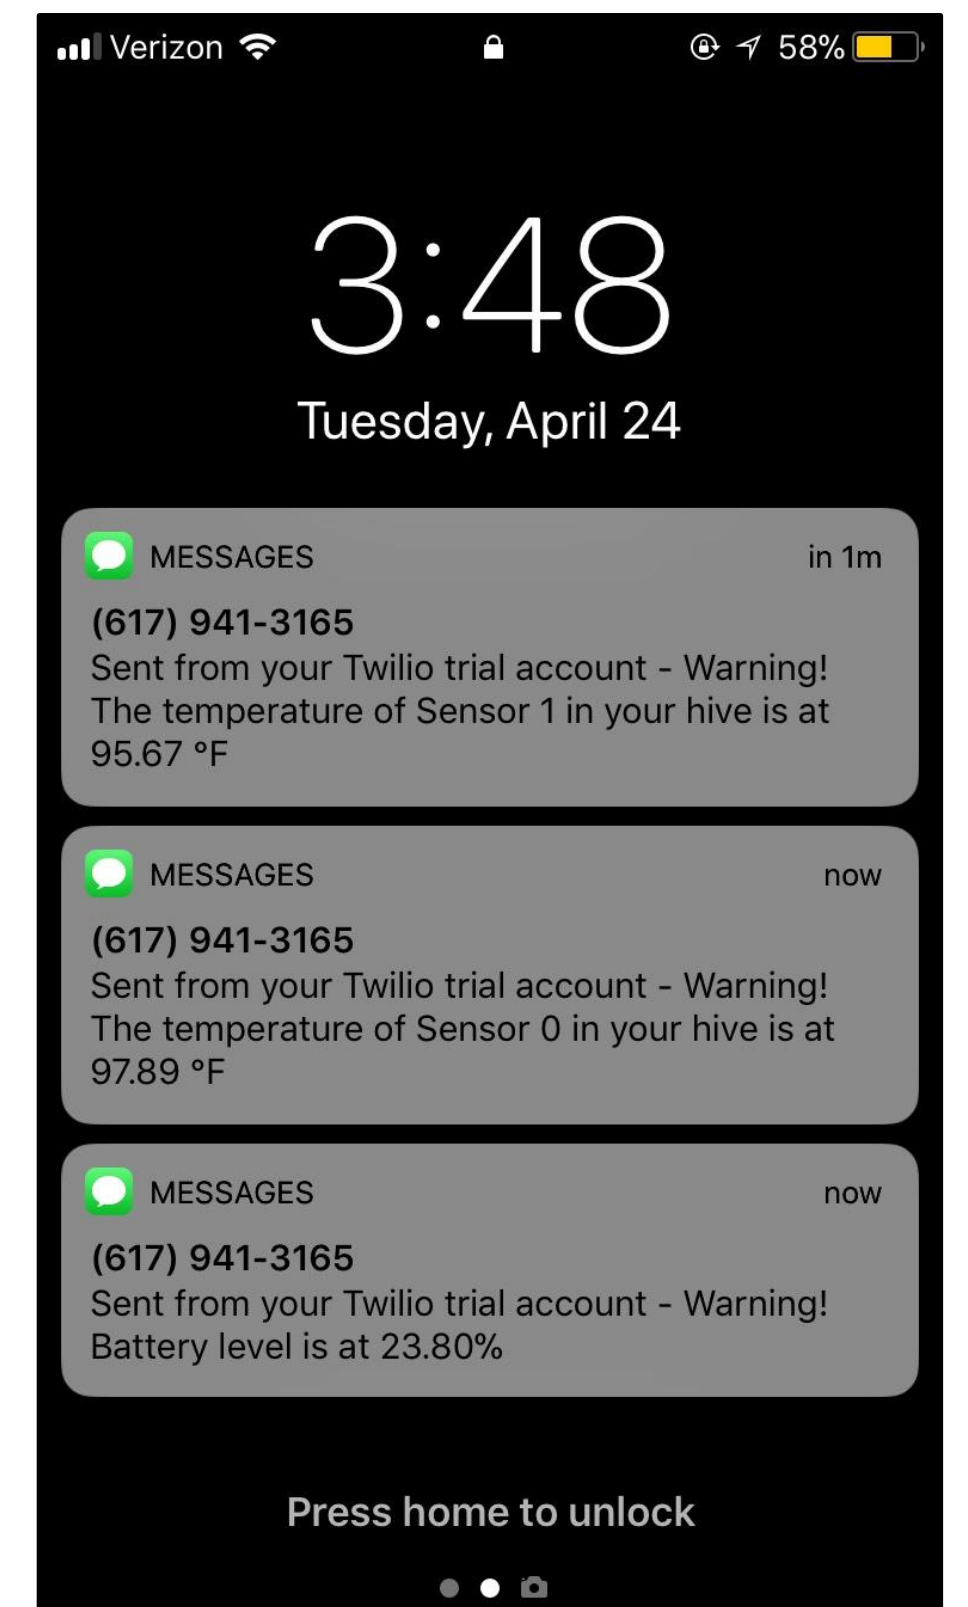 Verizon 58%
3:48
Tuesday, April 24
MESSAGES in 1m
(617) 941-3165
Sent from your Twilio trial account - Warning!
The temperature of Sensor 1 in your hive is at
95.67 °F
MESSAGES now
(617) 941-3165
Sent from your Twilio trial account - Warning!
The temperature of Sensor 0 in your hive is at
97.89 °F
MESSAGES now
(617) 941-3165
Sent from your Twilio trial account - Warning!
Battery level is at 23.80%
Press home to unlock